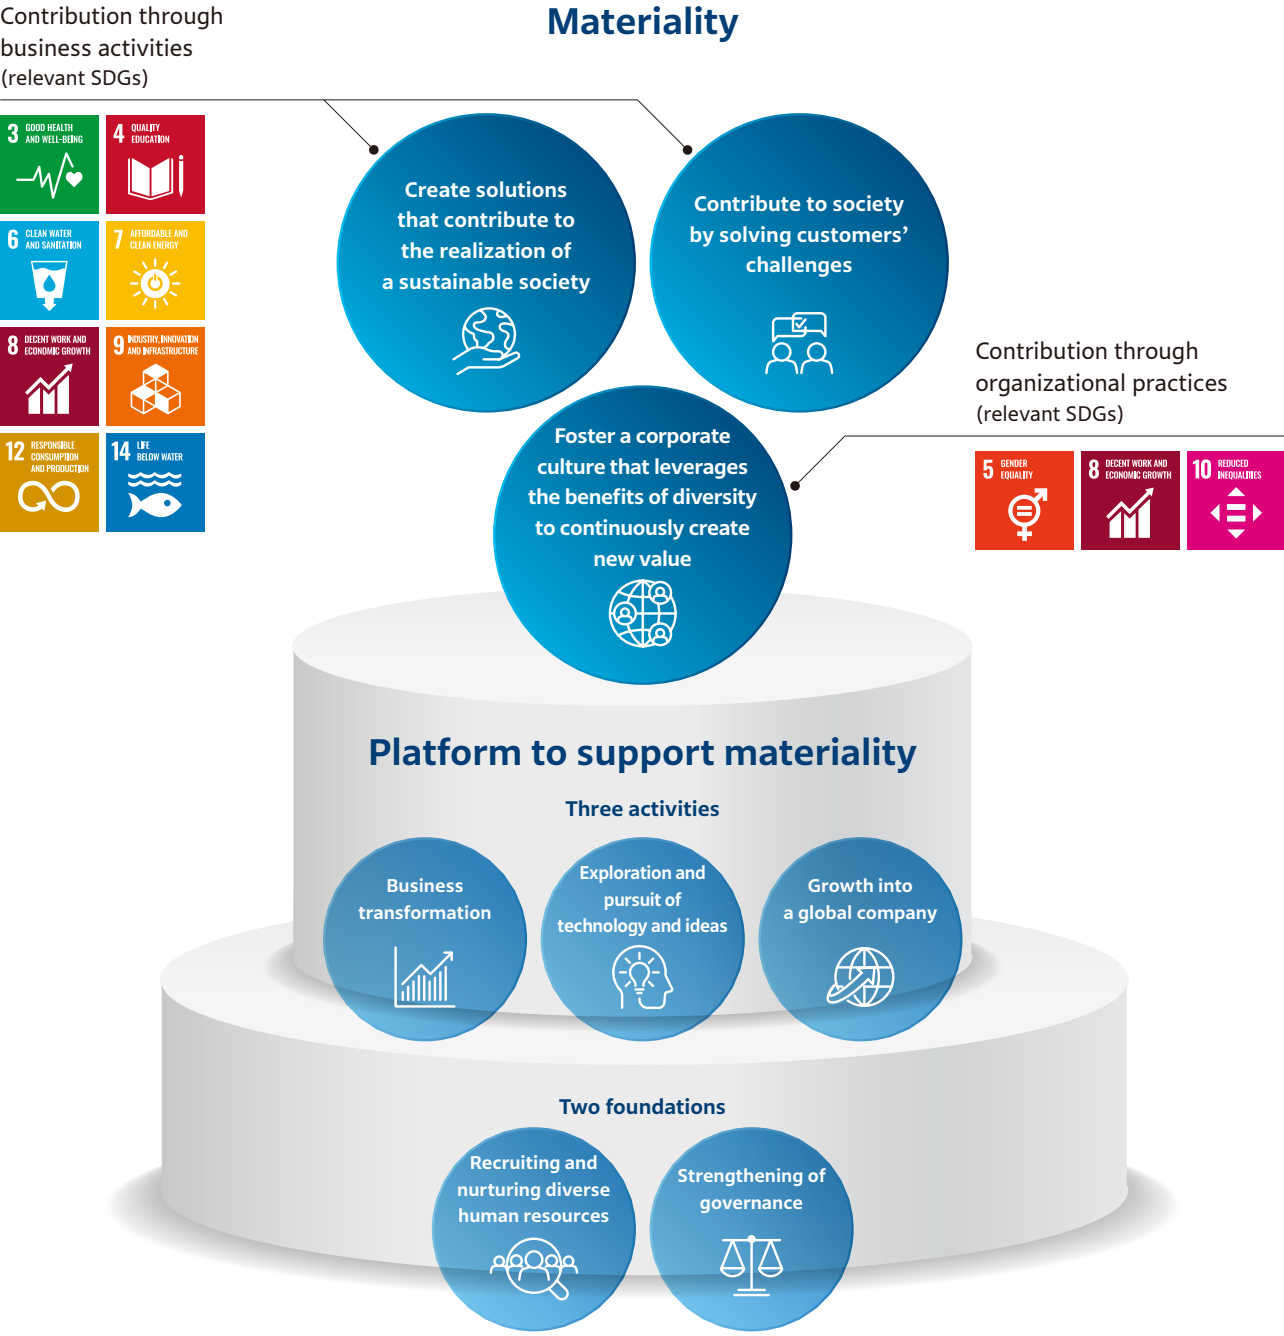 Contribution through
business activities
(relevant SDGs)
Materiality
3 GOOD HEALTH
AND WELL-BEING
4 QUALITY
EDUCATION
6 CLEAN WATER
AND SANITATION
7 AFFORDABLE AND
CLEAN ENERGY
8 DECENT WORK AND
ECONOMIC GROWTH
9 INDUSTRY, INNOVATION
AND INFRASTRUCTURE
12 RESPONSIBLE
CONSUMPTION
AND PRODUCTION
14 LIFE
BELOW WATER
Create solutions
that contribute to
the realization of
a sustainable society
Contribute to society
by solving customers’
challenges
Foster a corporate
culture that leverages
the benefits of diversity
to continuously create
new value
Contribution through
organizational practices
(relevant SDGs)
5 GENDER
EQUALITY
8 DECENT WORK AND
ECONOMIC GROWTH
10 REDUCED
INEQUALITIES
Platform to support materiality
Three activities
Business
transformation
Exploration and
pursuit of
technology and ideas
Growth into
a global company
Two foundations
Recruiting and
nurturing diverse
human resources
Strengthening of
governance